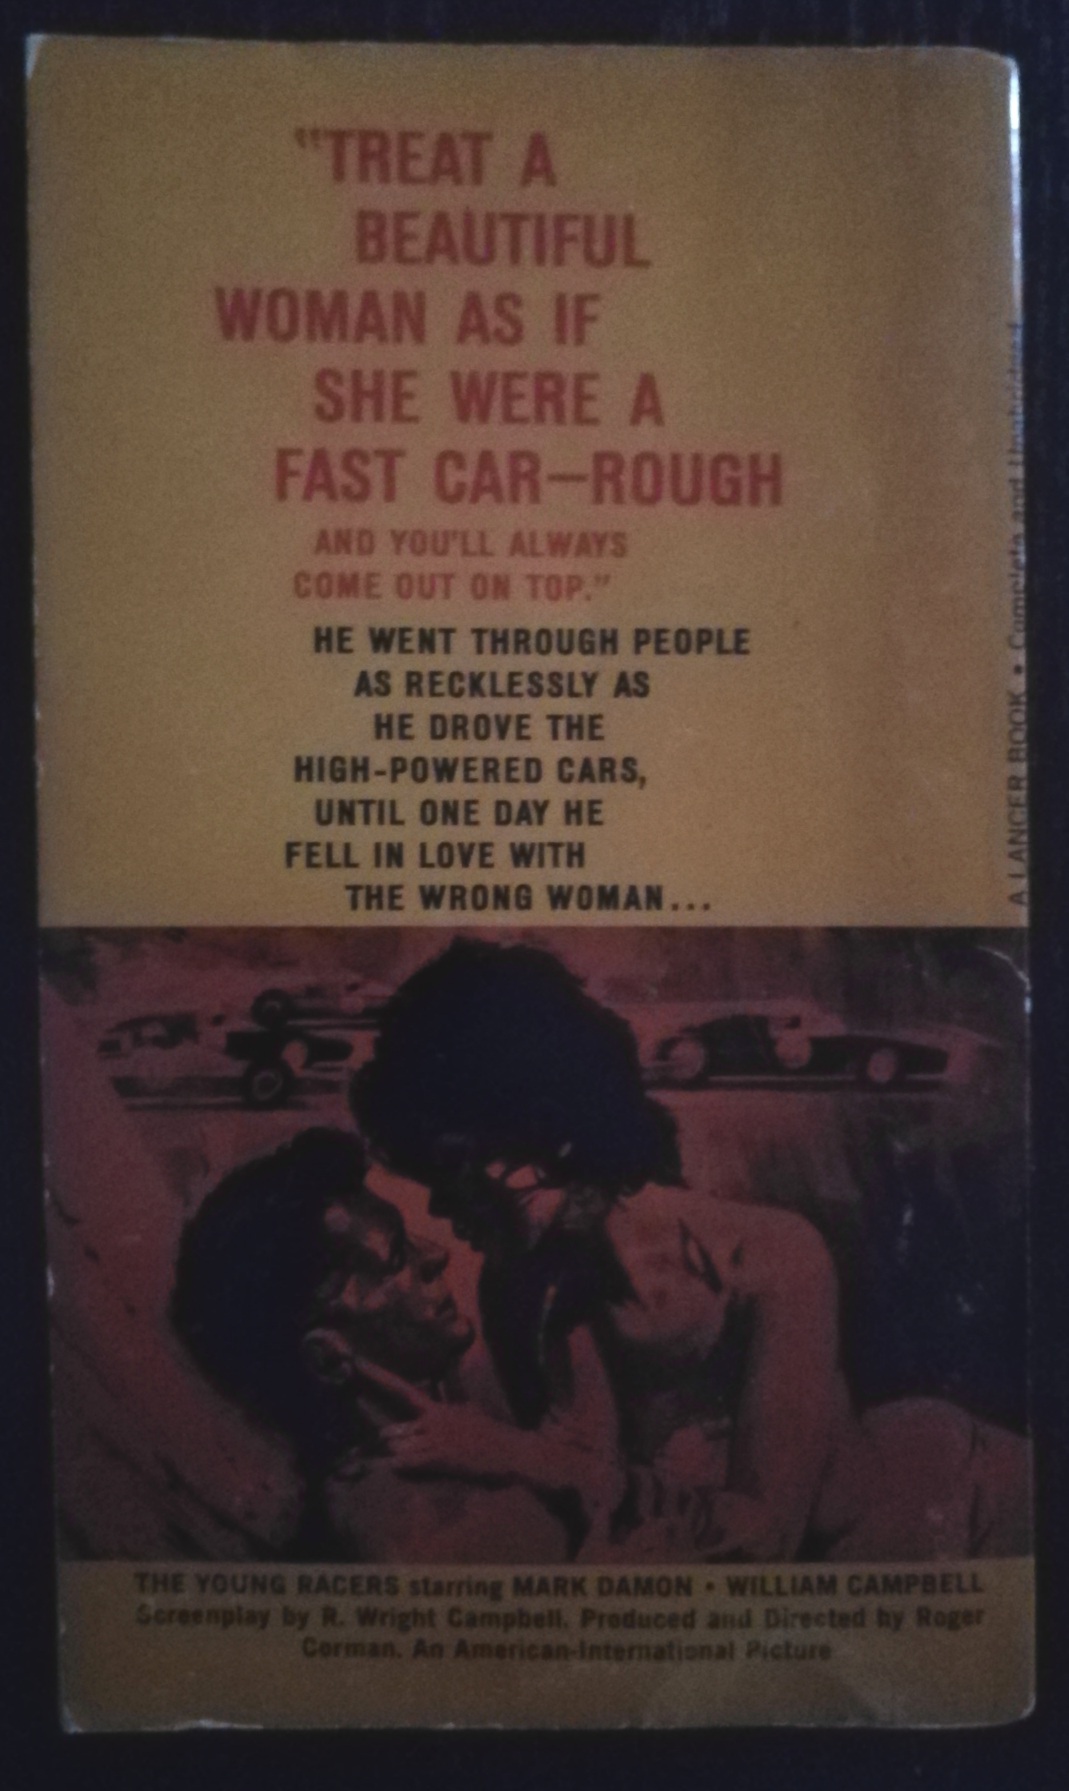 "TREAT A
BEAUTIFUL
WOMAN AS IF
SHE WERE A
FAST CAR—ROUGH
AND YOU'LL ALWAYS
COME OUT ON TOP."
HE WENT THROUGH PEOPLE
AS RECKLESSLY AS
HE DROVE THE
HIGH-POWERED CARS,
UNTIL ONE DAY HE
FELL IN LOVE WITH
THE WRONG WOMAN...
THE YOUNG RACERS starring MARK DAMON • WILLIAM CAMPBELL
Screenplay by R. Wright Campbell. Produced and Directed by Roger
Corman. An American-International Picture
A LANCER BOOK • Complete and Unabridged